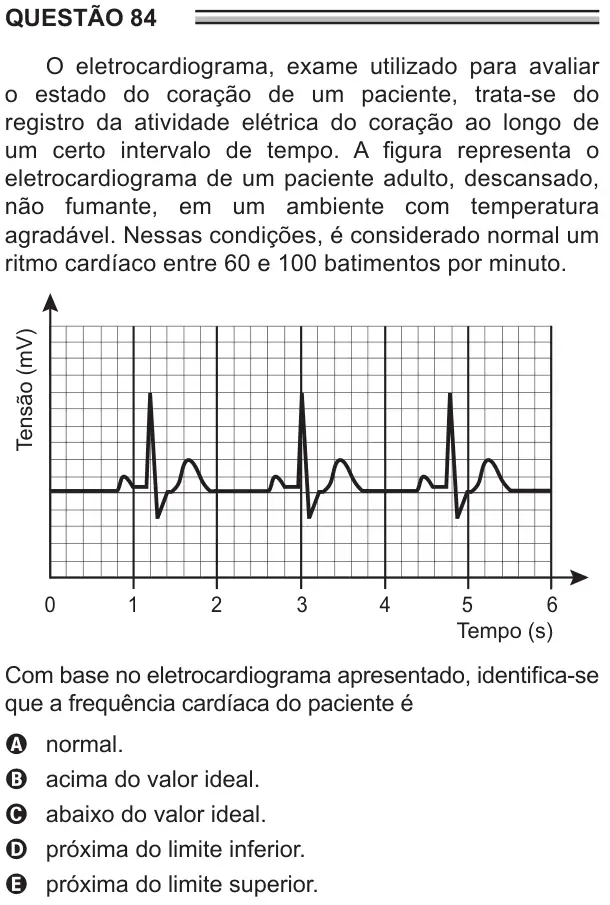 QUESTÃO 84
O eletrocardiograma, exame utilizado para avaliar
o estado do coração de um paciente, trata-se do
registro da atividade elétrica do coração ao longo de
um certo intervalo de tempo. A figura representa o
eletrocardiograma de um paciente adulto, descansado,
não fumante, em um ambiente com temperatura
agradável. Nessas condições, é considerado normal um
ritmo cardíaco entre 60 e 100 batimentos por minuto.
Tensão (mV)
0 1 2 3 4 5 6
Tempo (s)
Com base no eletrocardiograma apresentado, identifica-se
que a frequência cardíaca do paciente é
A normal.
B acima do valor ideal.
C abaixo do valor ideal.
D próxima do limite inferior.
E próxima do limite superior.